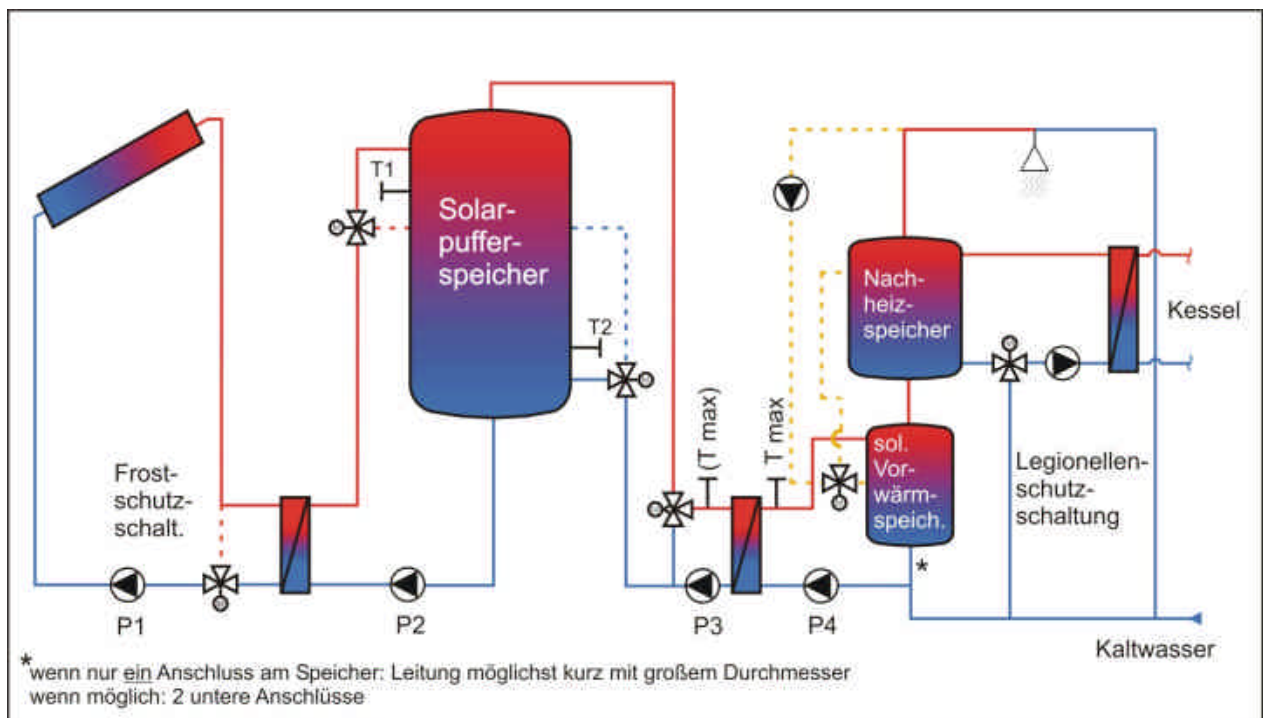 T1
Solar-
puffer-
speicher
T2
Nach-
heiz-
speicher
Kessel
(T max)
T max
sol.
Vor-
wärm-
speich.
Legionellen-
schutz-
schaltung
Frost-
schutz-
schalt.
*
P1
P2
P3
P4
Kaltwasser
*wenn nur ein Anschluss am Speicher: Leitung möglichst kurz mit großem Durchmesser
wenn möglich: 2 untere Anschlüsse